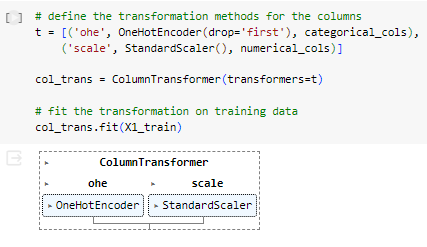 # define the transformation methods for the columns
t = [('ohe', OneHotEncoder(drop='first'), categorical_cols),
('scale', StandardScaler(), numerical_cols)]
col_trans = ColumnTransformer(transformers=t)
# fit the transformation on training data
col_trans.fit(X1_train)
ColumnTransformer
ohe scale
OneHotEncoder StandardScaler